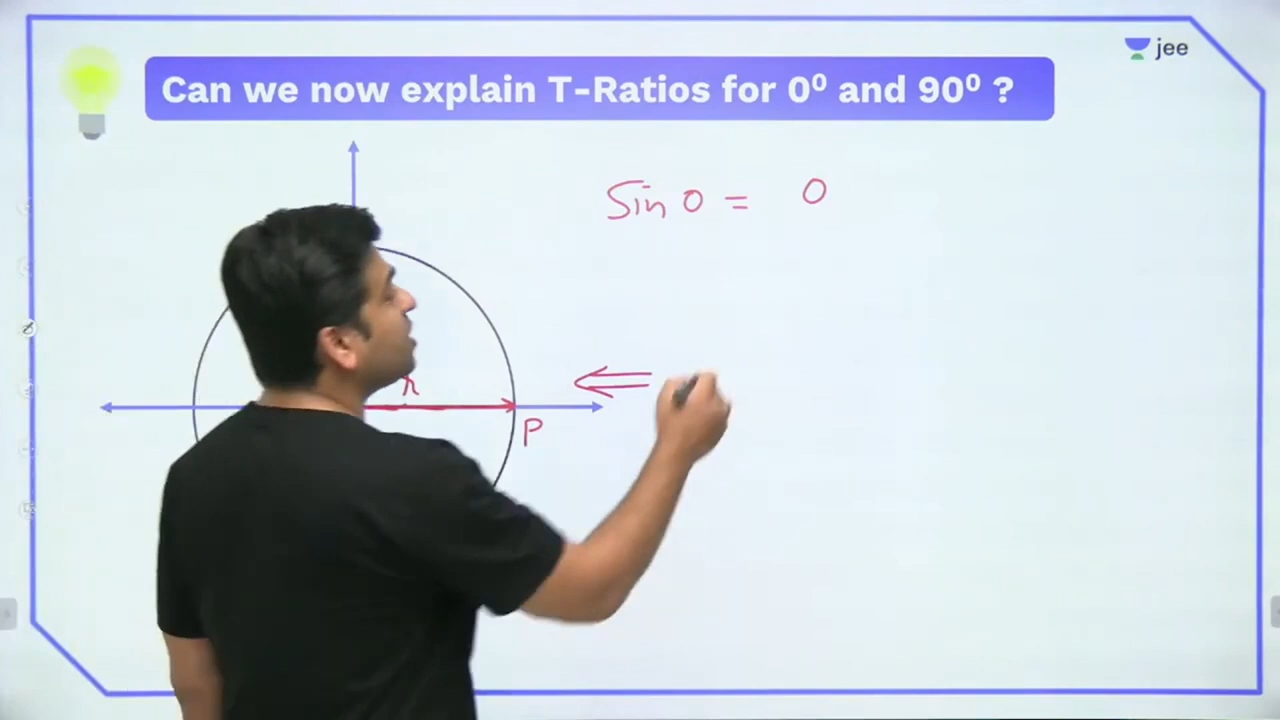 jee
Can we now explain T-Ratios for 0⁰ and 90⁰ ?
Sin 0 = 0
r
P